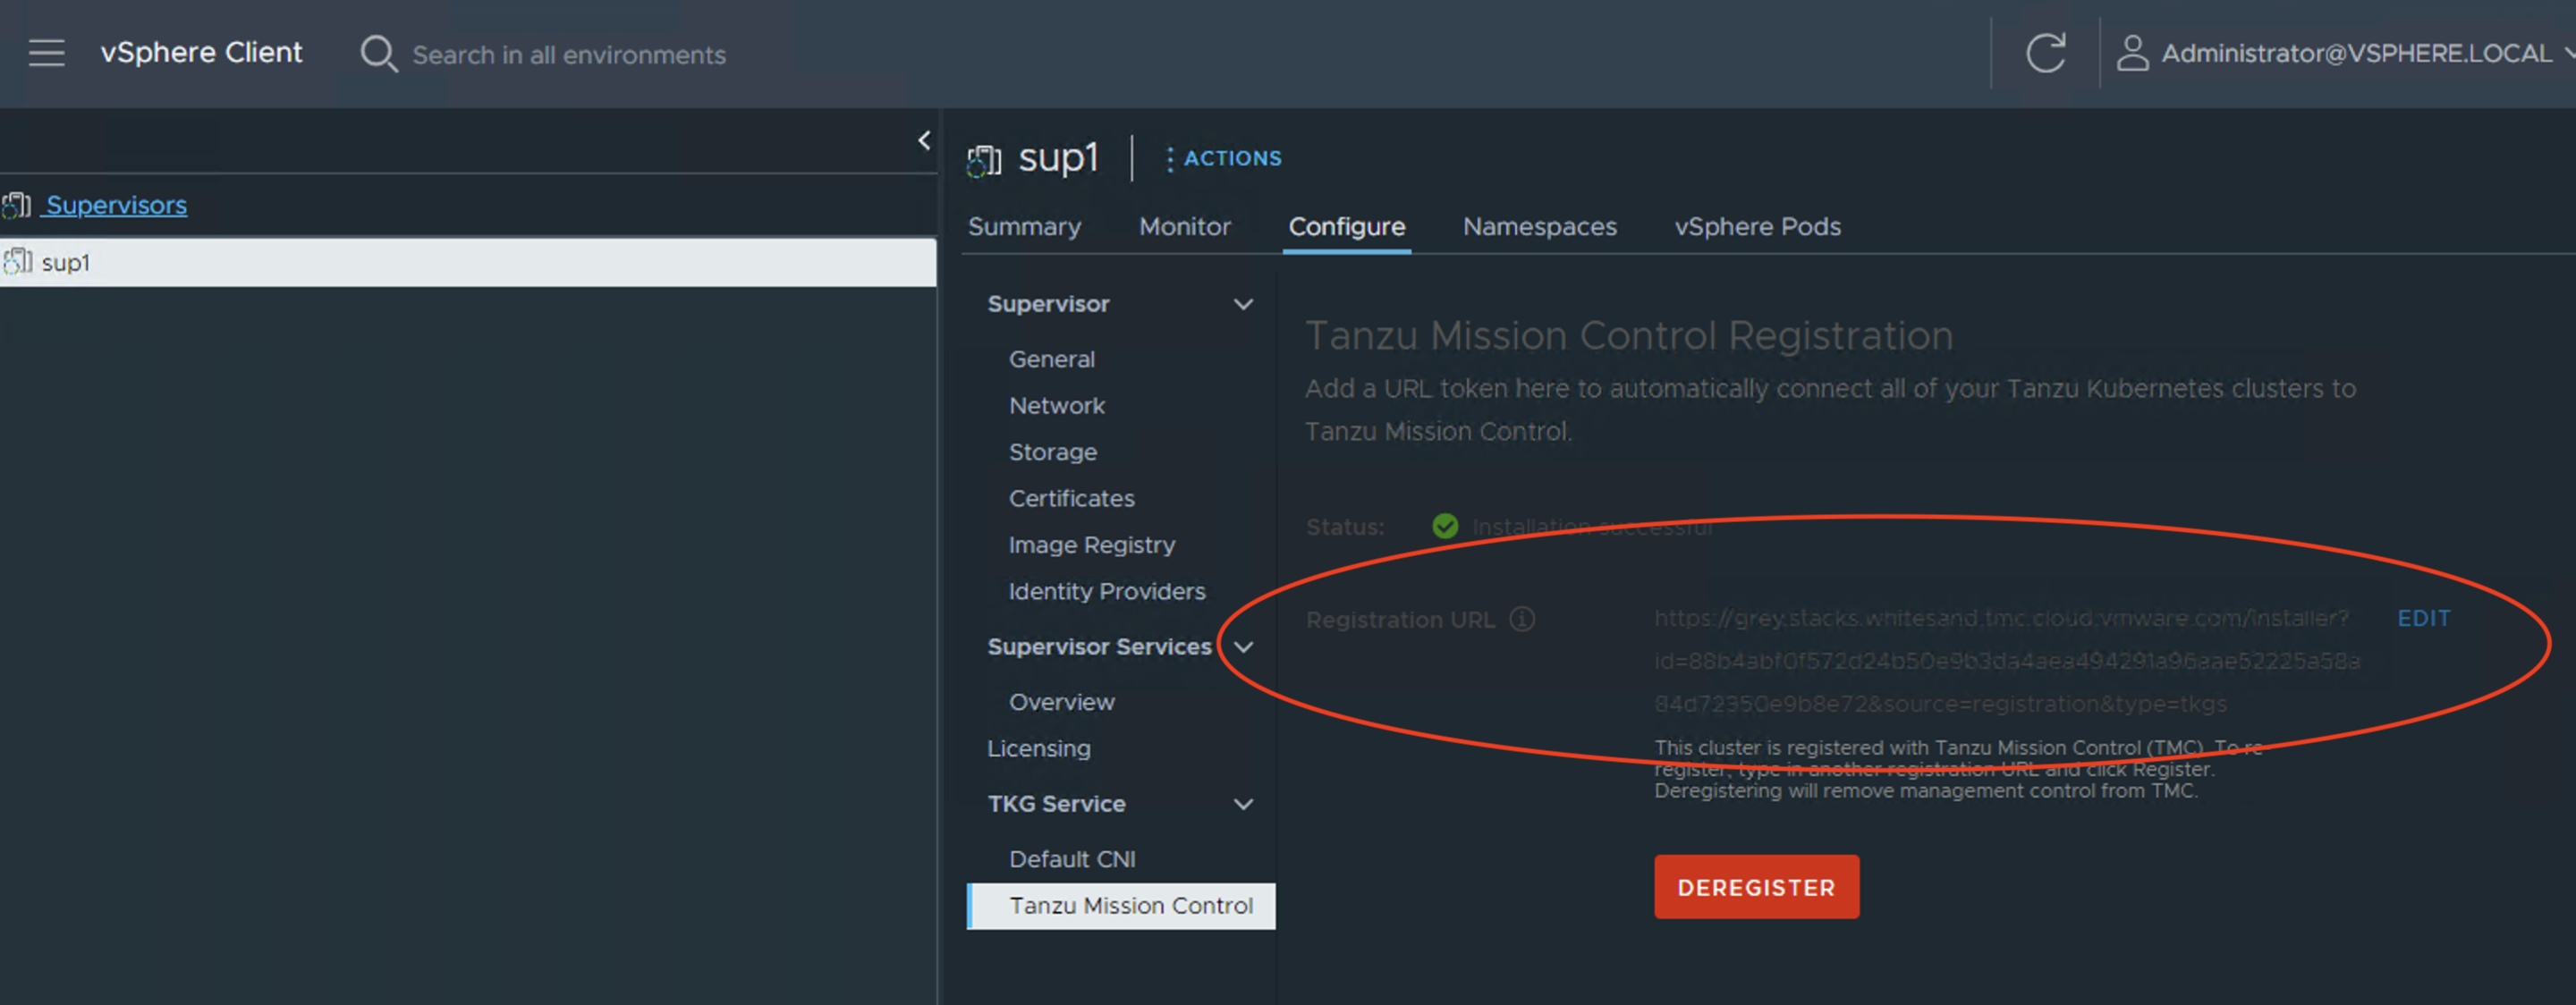 vSphere Client
Search in all environments
Administrator@VSPHERE.LOCAL
Supervisors
sup1
sup1
ACTIONS
Summary
Monitor
Configure
Namespaces
vSphere Pods
Supervisor
General
Network
Storage
Certificates
Image Registry
Identity Providers
Supervisor Services
Overview
Licensing
TKG Service
Default CNI
Tanzu Mission Control
Tanzu Mission Control Registration
Add a URL token here to automatically connect all of your Tanzu Kubernetes clusters to
Tanzu Mission Control.
Status:
Installation successful
Registration URL
https://grey.stacks.whitesand.tmc.cloud.vmware.com/installer?
EDIT
id=88b4abf0f572d24b50e9b3da4aea494291a96eae52225a58a
84d72350e9b8e72&source=registration&type=tkgs
This cluster is registered with Tanzu Mission Control (TMC). To re
register, type in another registration URL and click Register.
Deregistering will remove management control from TMC.
DEREGISTER